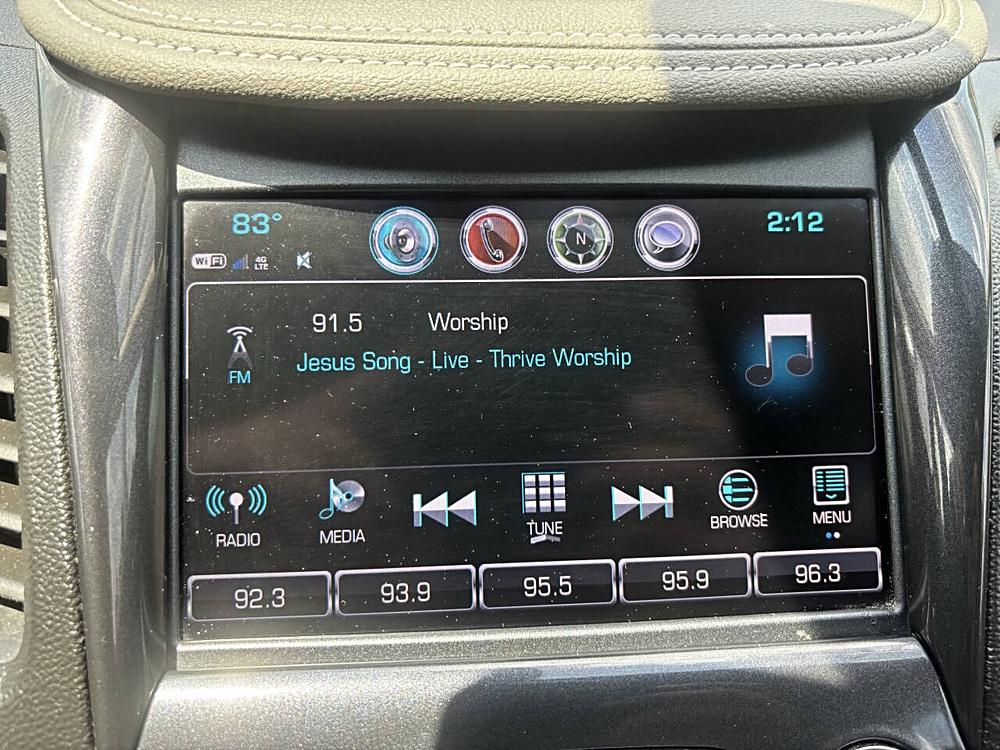 83° N 2:12
WiFi 4G LTE
91.5 Worship
Jesus Song - Live - Thrive Worship
FM
RADIO MEDIA TUNE BROWSE MENU
92.3 93.9 95.5 95.9 96.3